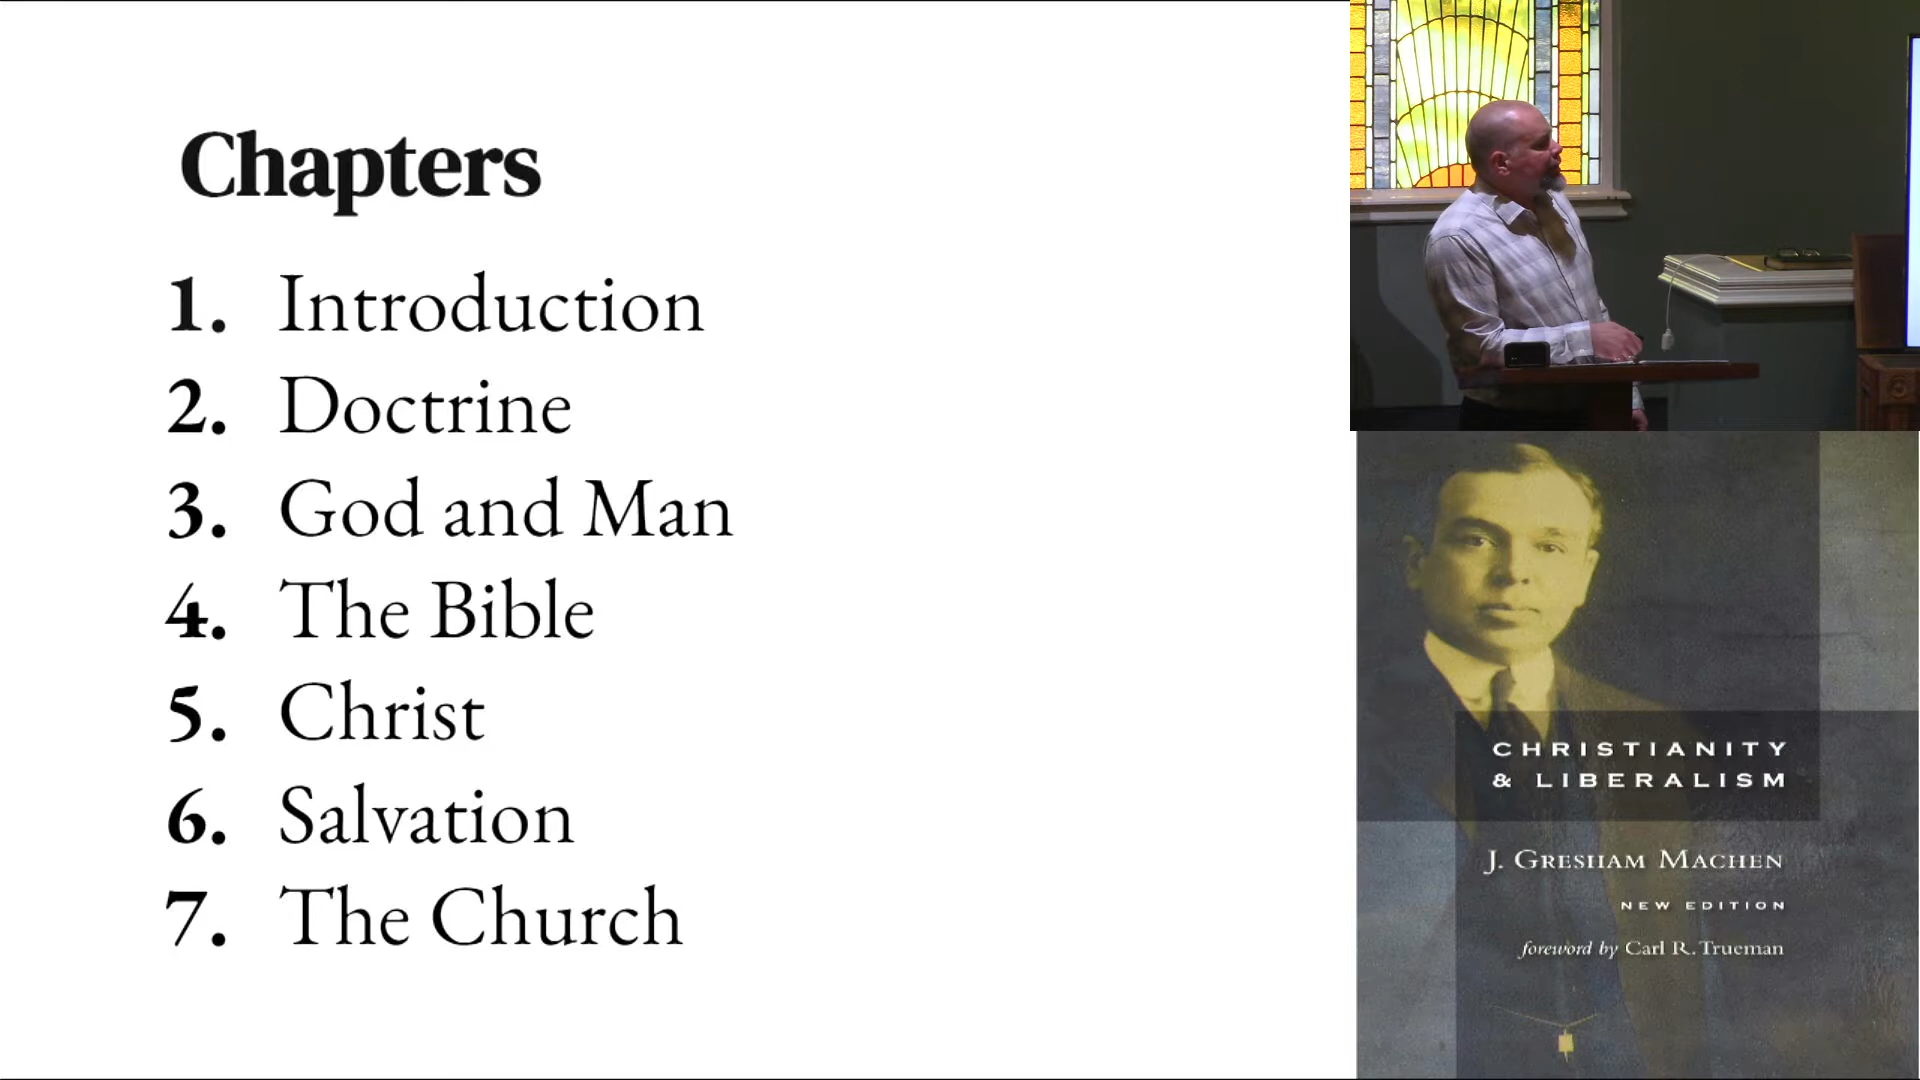 Chapters
1. Introduction
2. Doctrine
3. God and Man
4. The Bible
5. Christ
6. Salvation
7. The Church
CHRISTIANITY
& LIBERALISM
J. GRESHAM MACHEN
NEW EDITION
foreword by Carl R. Trueman